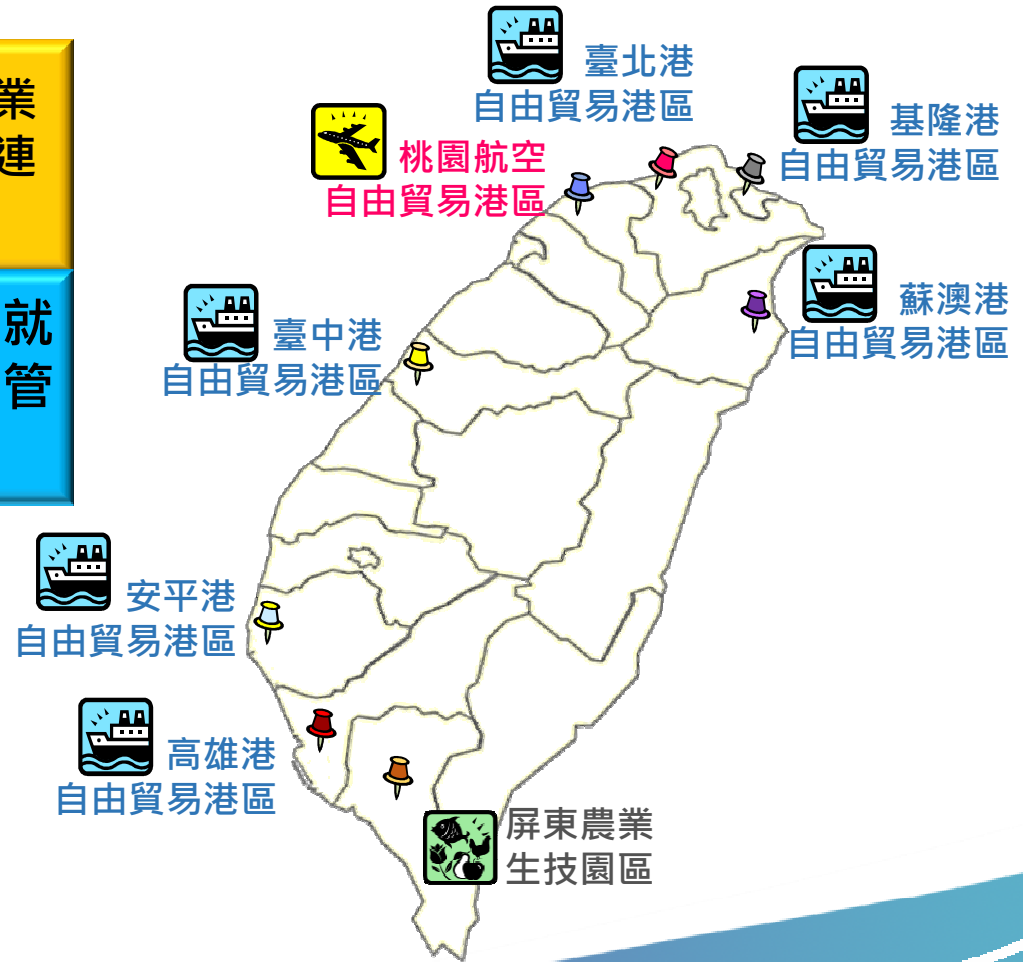 業
連
就
管
臺北港
自由貿易港區
基隆港
自由貿易港區
桃園航空
自由貿易港區
蘇澳港
自由貿易港區
臺中港
自由貿易港區
安平港
自由貿易港區
高雄港
自由貿易港區
屏東農業
生技園區